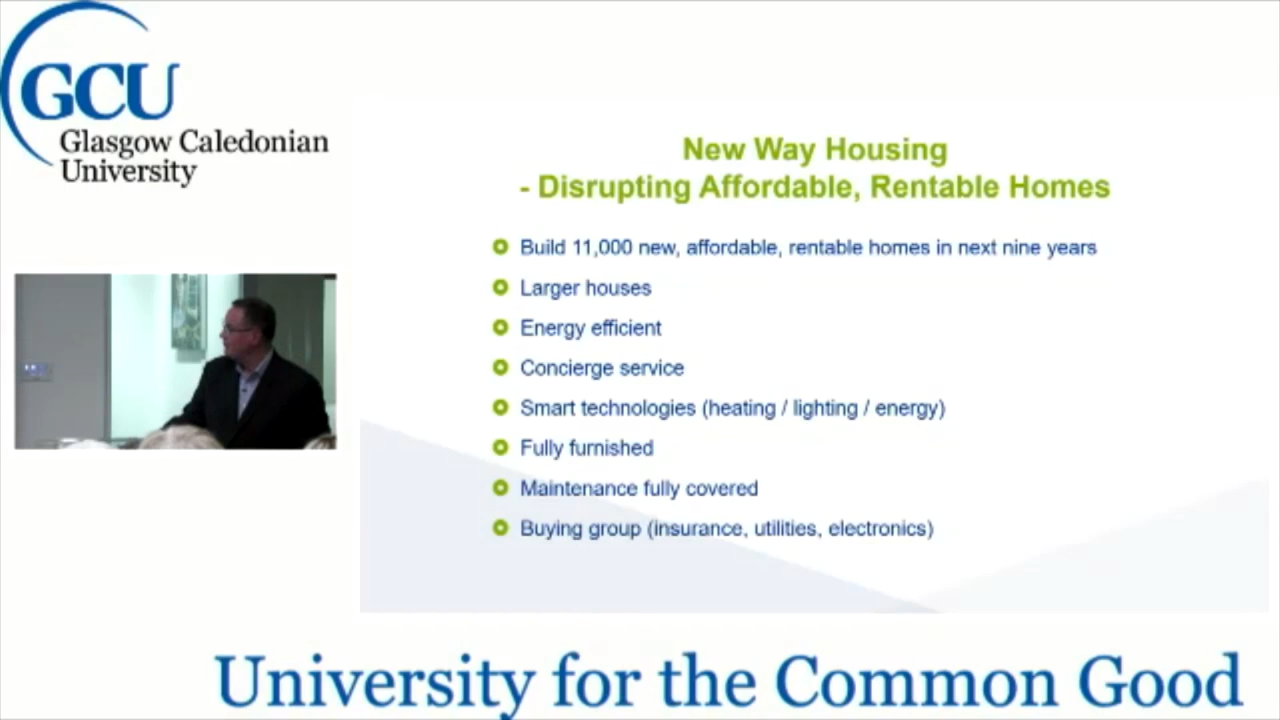 GCU
Glasgow Caledonian
University
New Way Housing
- Disrupting Affordable, Rentable Homes
Build 11,000 new, affordable, rentable homes in next nine years
Larger houses
Energy efficient
Concierge service
Smart technologies (heating / lighting / energy)
Fully furnished
Maintenance fully covered
Buying group (insurance, utilities, electronics)
University for the Common Good